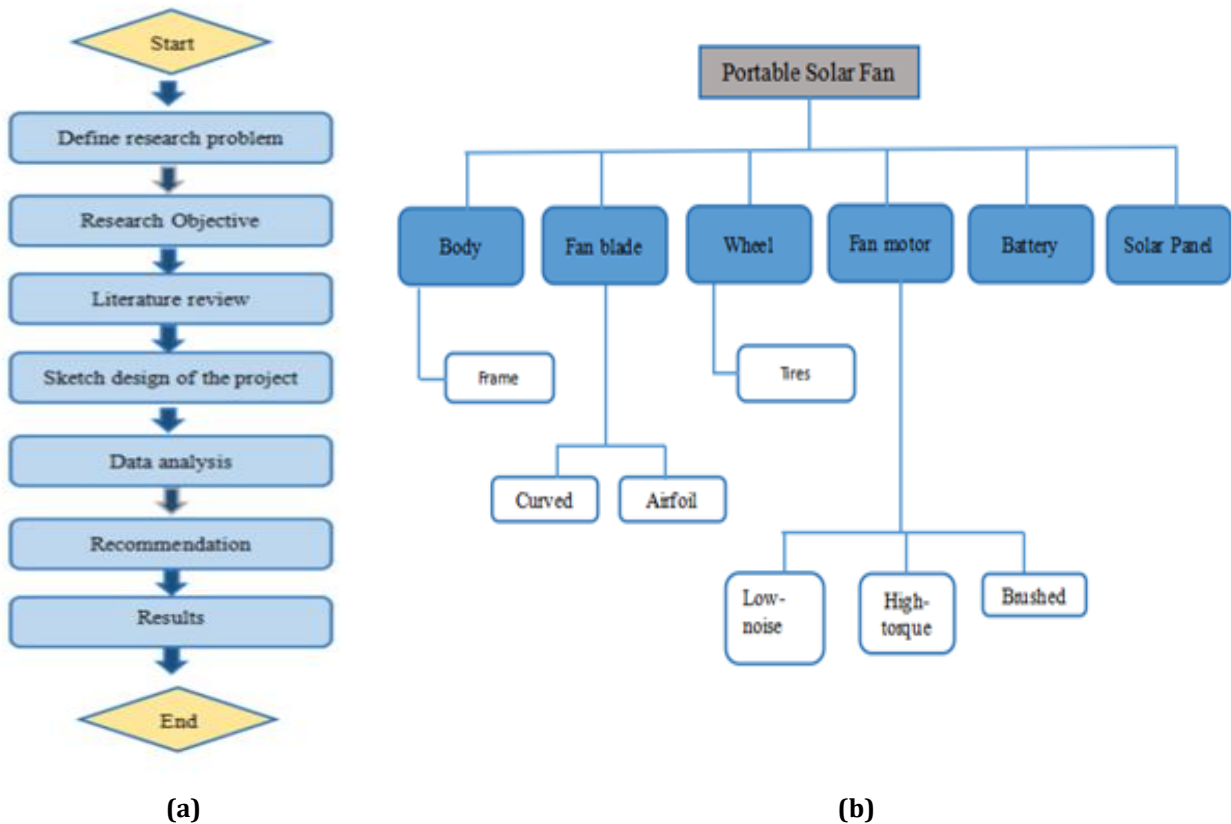 Start
Define research problem
Research Objective
Literature review
Sketch design of the project
Data analysis
Recommendation
Results
End
(a)
Portable Solar Fan
Body
Fan blade
Wheel
Fan motor
Battery
Solar Panel
Frame
Tires
Curved
Airfoil
Low-
noise
High-
torque
Brushed
(b)